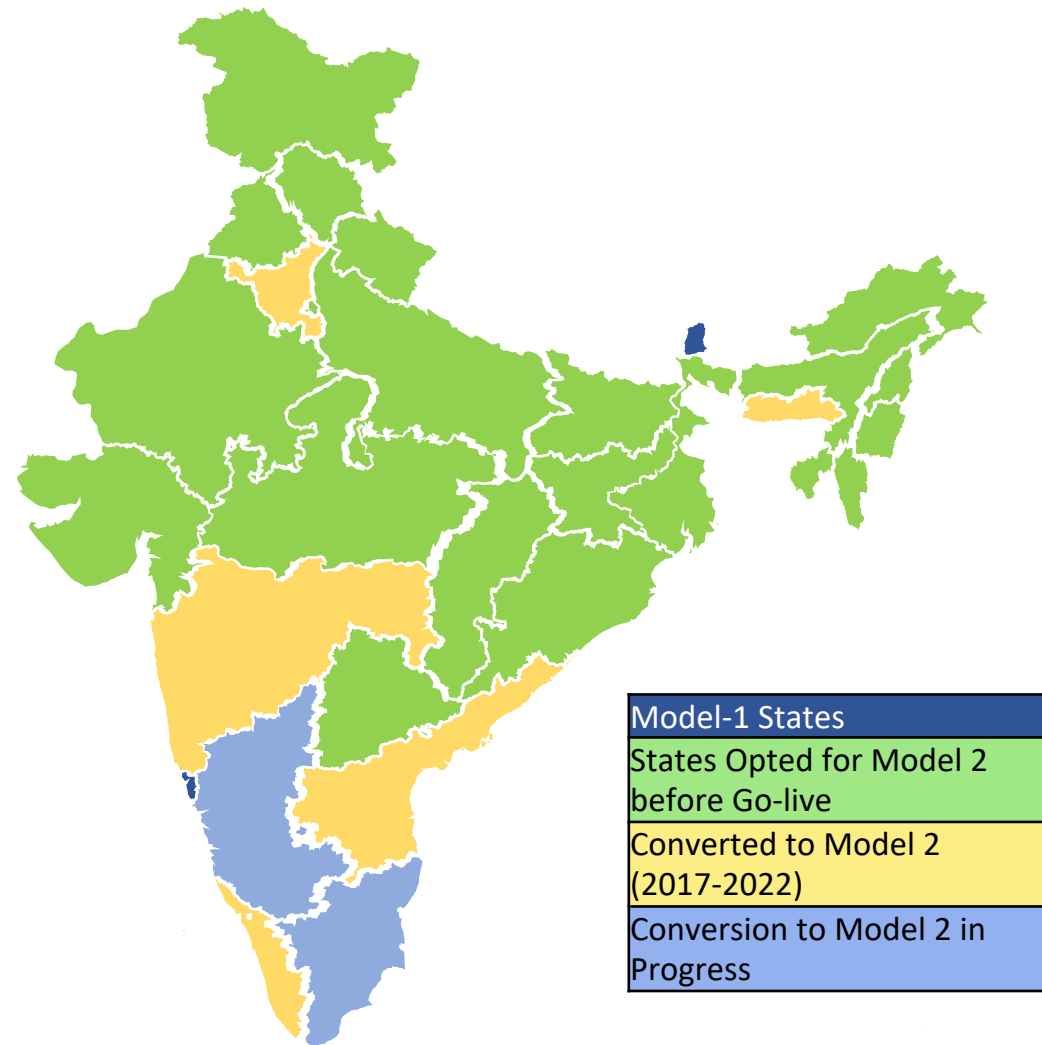 Model-1 States
States Opted for Model 2
before Go-live
Converted to Model 2
(2017-2022)
Conversion to Model 2 in
Progress